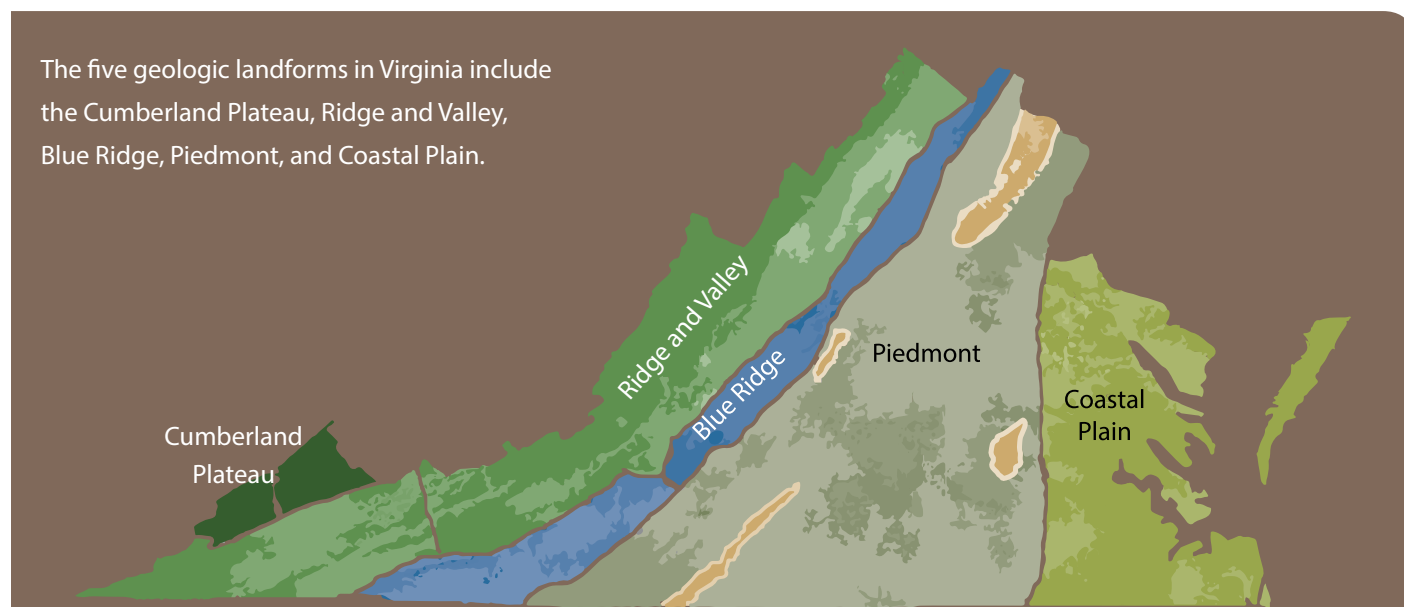 The five geologic landforms in Virginia include
the Cumberland Plateau, Ridge and Valley,
Blue Ridge, Piedmont, and Coastal Plain.
Ridge and Valley
Blue Ridge
Piedmont
Coastal
Plain
Cumberland
Plateau